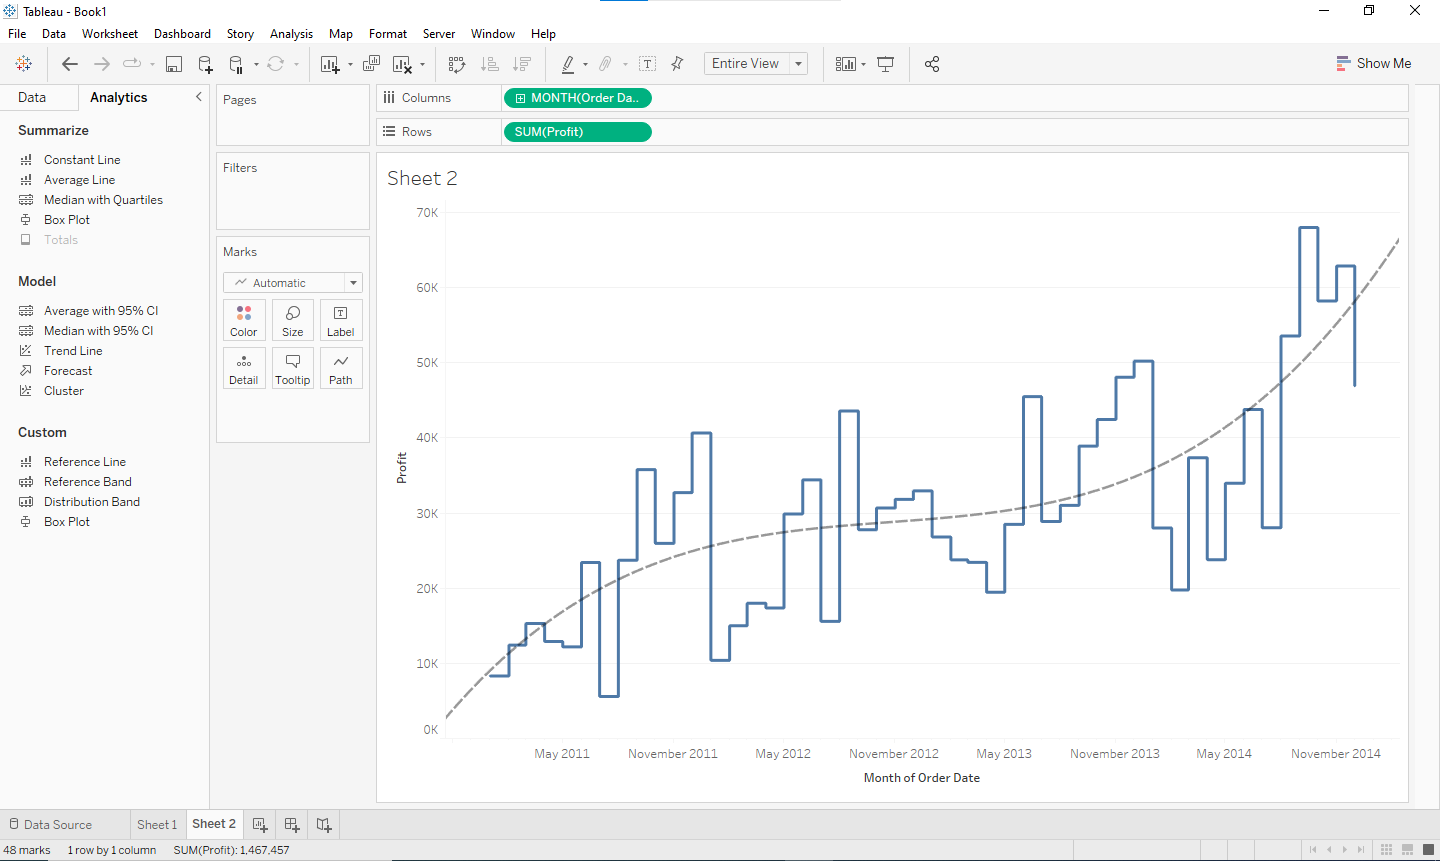 Tableau - Book1
File Data Worksheet Dashboard Story Analysis Map Format Server Window Help
Entire View
Show Me
Data Analytics
Summarize
Constant Line
Average Line
Median with Quartiles
Box Plot
Totals
Model
Average with 95% CI
Median with 95% CI
Trend Line
Forecast
Cluster
Custom
Reference Line
Reference Band
Distribution Band
Box Plot
Pages
Filters
Marks
Automatic
Color Size Label
Detail Tooltip Path
Columns MONTH(Order Da..
Rows SUM(Profit)
Sheet 2
70K
60K
50K
40K
30K
20K
10K
0K
Profit
May 2011 November 2011 May 2012 November 2012 May 2013 November 2013 May 2014 November 2014
Month of Order Date
Data Source Sheet 1 Sheet 2
48 marks 1 row by 1 column SUM(Profit): 1,467,457